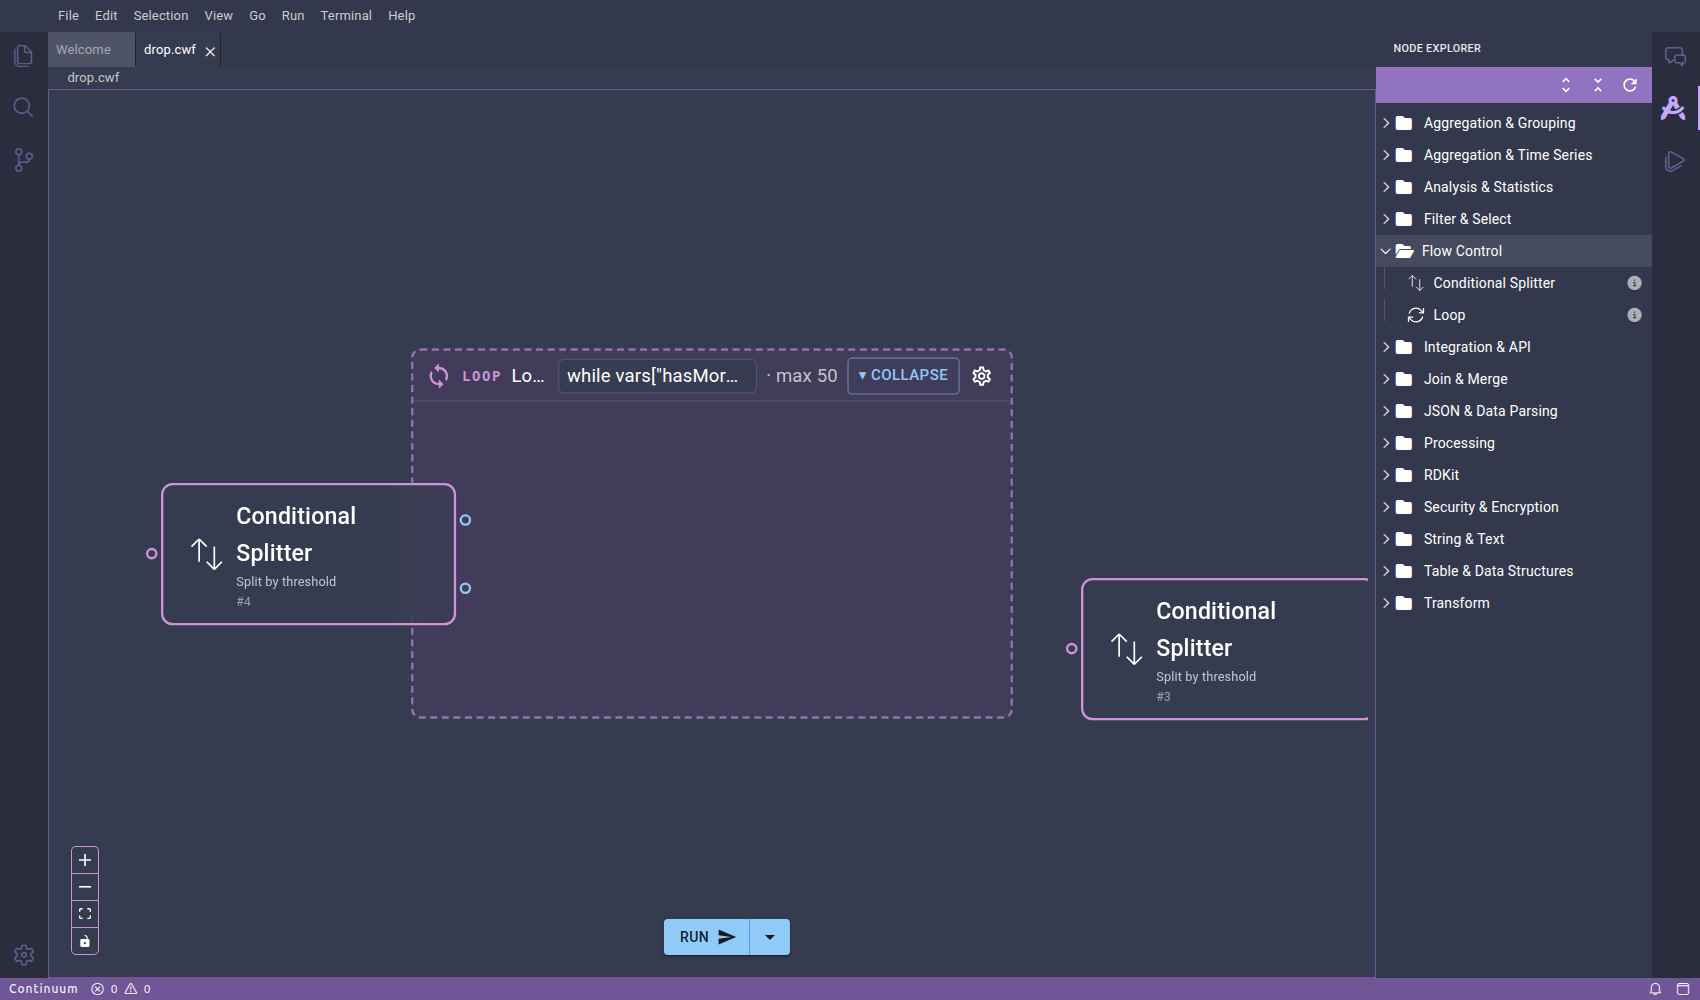 File Edit Selection View Go Run Terminal Help
Welcome
drop.cwf
drop.cwf
NODE EXPLORER
Aggregation & Grouping
Aggregation & Time Series
Analysis & Statistics
Filter & Select
Flow Control
Conditional Splitter
Loop
Integration & API
Join & Merge
JSON & Data Parsing
Processing
RDKit
Security & Encryption
String & Text
Table & Data Structures
Transform
LOOP Lo... while vars["hasMor... · max 50 ▾ COLLAPSE
Conditional
Splitter
Split by threshold
#4
Conditional
Splitter
Split by threshold
#3
RUN
Continuum 0 0